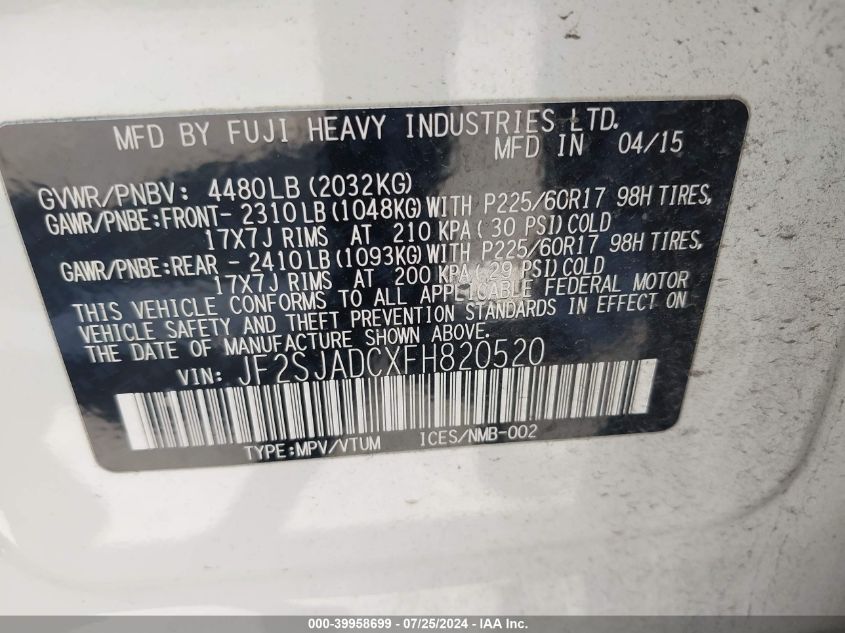 MFD BY FUJI HEAVY INDUSTRIES LTD.
MFD IN 04/15
GVWR/PNBV: 4480LB(2032KG)
GAWR/PNBE:FRONT- 2310LB(1048KG)WITH P225/60R17 98H TIRES,
17X7J RIMS AT 210 KPA( 30 PSI)COLD
GAWR/PNBE:REAR - 2410LB(1093KG)WITH P225/60R17 98H TIRES,
17X7J RIMS AT 200 KPA( 29 PSI)COLD
THIS VEHICLE CONFORMS TO ALL APPLICABLE FEDERAL MOTOR
VEHICLE SAFETY AND THEFT PREVENTION STANDARDS IN EFFECT ON
THE DATE OF MANUFACTURE SHOWN ABOVE.
VIN: JF2SJADCXFH820520
TYPE:MPV/VTUM ICES/NMB-002
000-39958699 - 07/25/2024 - IAA Inc.